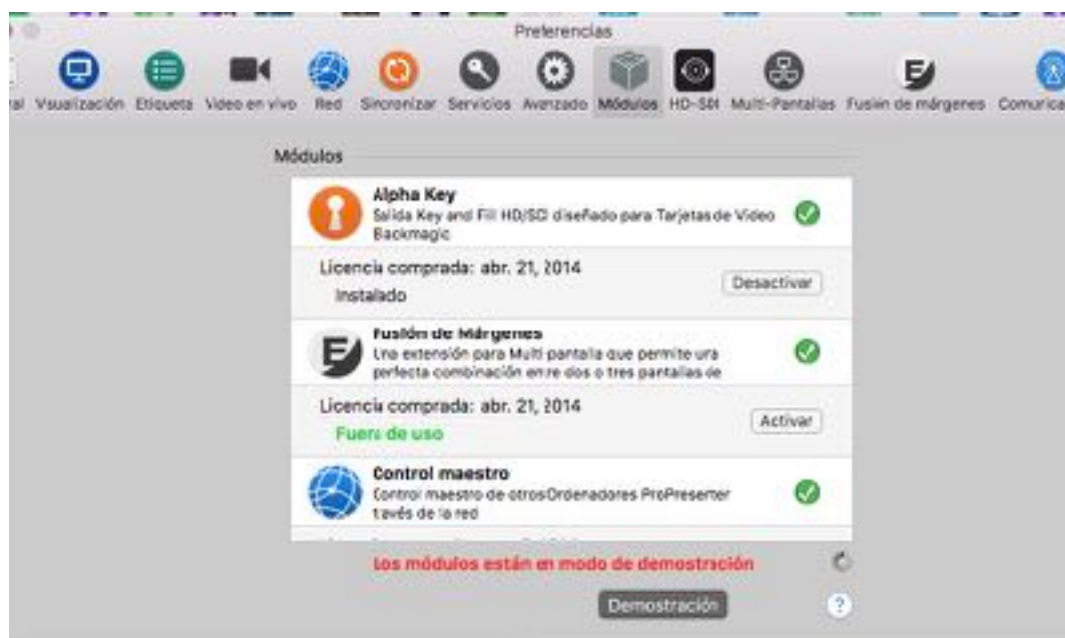 Preferencias
al Visualización Etiqueta Video en vivo Red Sincronizar Servicios Avanzado Módulos HD-SDI Multi-Pantallas Fusión de márgenes Comunica
Módulos
Alpha Key
Salida Key and Fill HD/SDI diseñado para Tarjetas de Video
Backmagic
Licencia comprada: abr. 21, 2014
Desactivar
Instalado
Fusión de Márgenes
Una extensión para Multi pantalla que permite una
perfecta combinación entre dos o tres pantallas de
Licencia comprada: abr. 21, 2014
Activar
Fuera de uso
Control maestro
Control maestro de otros Ordenadores ProPresenter
través de la red
Los módulos están en modo de demostración
Demostración
?